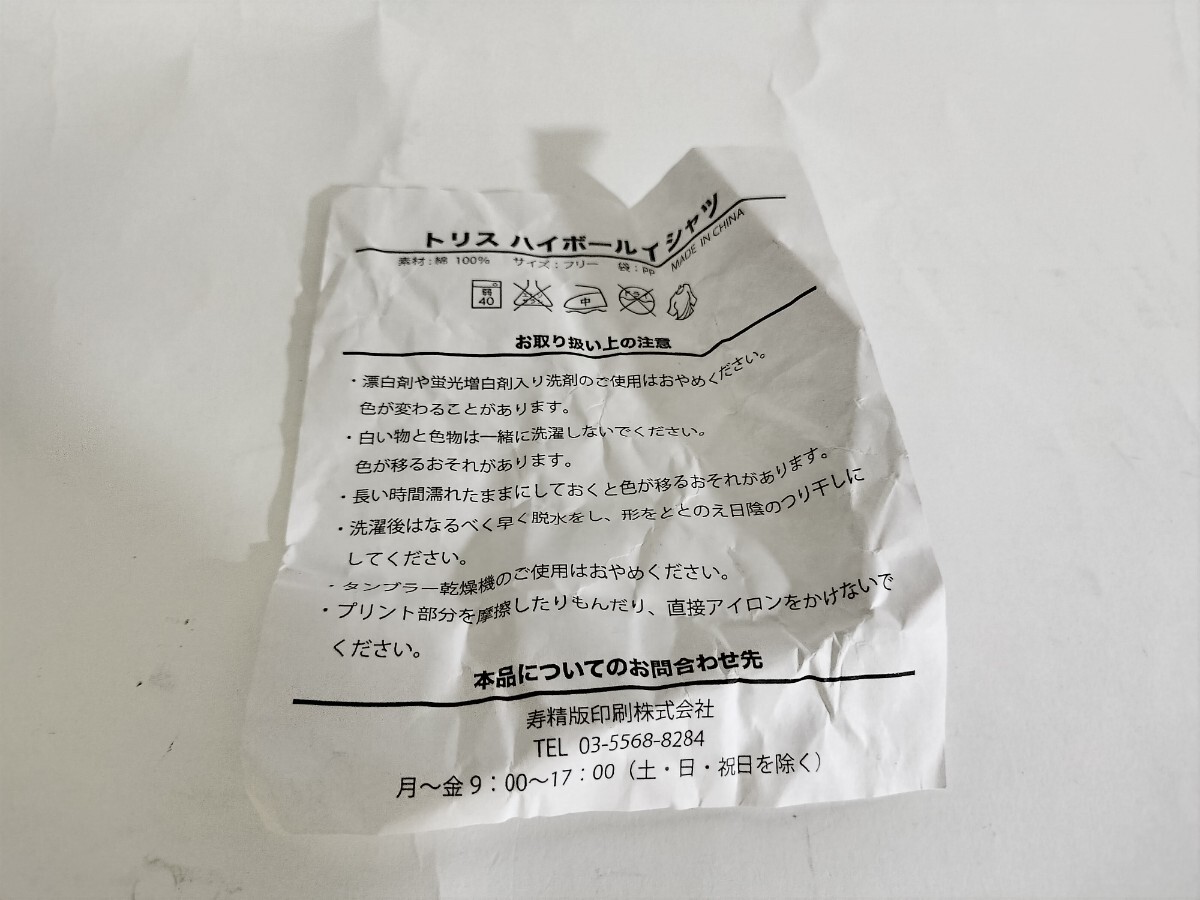 トリス ハイボールイシャツ
素材：綿 100%　サイズ：フリー　袋：PP　MADE IN CHINA
弱 40 中
お取り扱い上の注意
・漂白剤や蛍光増白剤入り洗剤のご使用はおやめください。
色が変わることがあります。
・白い物と色物は一緒に洗濯しないでください。
色が移るおそれがあります。
・長い時間濡れたままにしておくと色が移るおそれがあります。
・洗濯後はなるべく早く脱水をし、形をととのえ日陰のつり干しに
してください。
・タンブラー乾燥機のご使用はおやめください。
・プリント部分を摩擦したりもんだり、直接アイロンをかけないで
ください。
本品についてのお問合わせ先
寿精版印刷株式会社
TEL 03-5568-8284
月〜金 9：00〜17：00（土・日・祝日を除く）